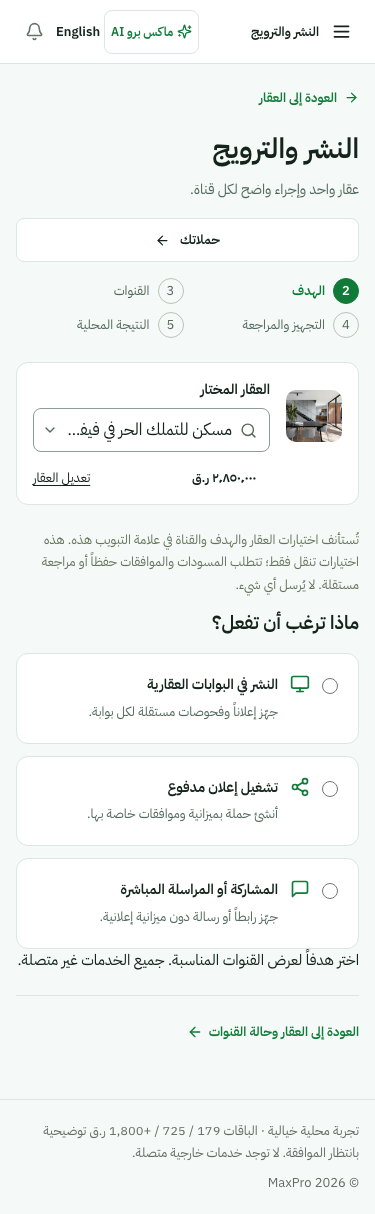 النشر والترويج
ماكس برو AI
English
العودة إلى العقار
النشر والترويج
عقار واحد وإجراء واضح لكل قناة.
حملاتك
2 الهدف
3 القنوات
4 التجهيز والمراجعة
5 النتيجة المحلية
العقار المختار
مسكن للتملك الحر في فيف...
٢,٨٥٠,٠٠٠ ر.ق
تعديل العقار
تُستأنف اختيارات العقار والهدف والقناة في علامة التبويب هذه. هذه
اختيارات تنقل فقط؛ تتطلب المسودات والموافقات حفظاً أو مراجعة
مستقلة. لا يُرسل أي شيء.
ماذا ترغب أن تفعل؟
النشر في البوابات العقارية
جهّز إعلاناً وفحوصات مستقلة لكل بوابة.
تشغيل إعلان مدفوع
أنشئ حملة بميزانية وموافقات خاصة بها.
المشاركة أو المراسلة المباشرة
جهّز رابطاً أو رسالة دون ميزانية إعلانية.
اختر هدفاً لعرض القنوات المناسبة. جميع الخدمات غير متصلة.
العودة إلى العقار وحالة القنوات
تجربة محلية خيالية · الباقات 179 / 725 / +1,800 ر.ق توضيحية
بانتظار الموافقة. لا توجد خدمات خارجية متصلة.
© 2026 MaxPro